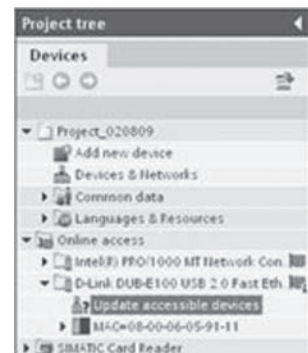 Project tree
Devices
Project_020809
Add new device
Devices & Networks
Common data
Languages & Resources
Online access
Intel(R) PRO/1000 MT Network Con.
D-Link DUB-E100 USB 2.0 Fast Eth.
Update accessible devices
MAC=08-00-06-05-91-11
SIMATIC Card Reader